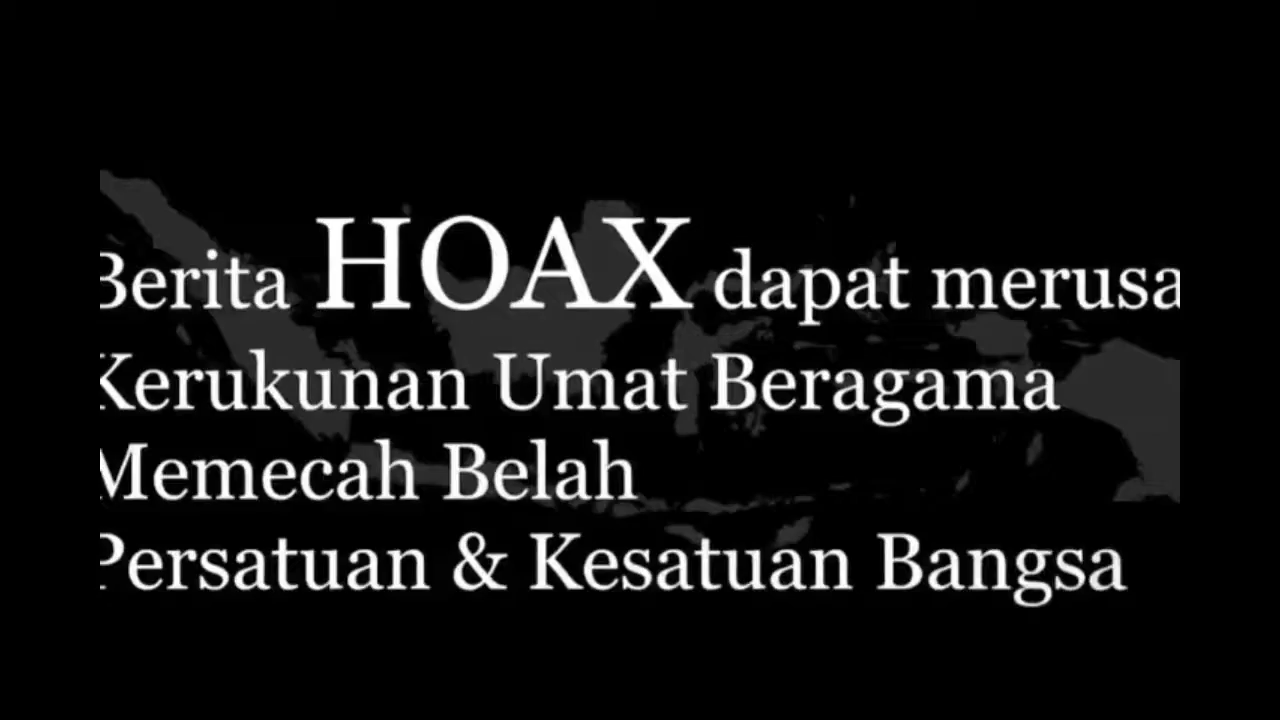 Berita HOAX dapat merusa
Kerukunan Umat Beragama
Memecah Belah
Persatuan & Kesatuan Bangsa